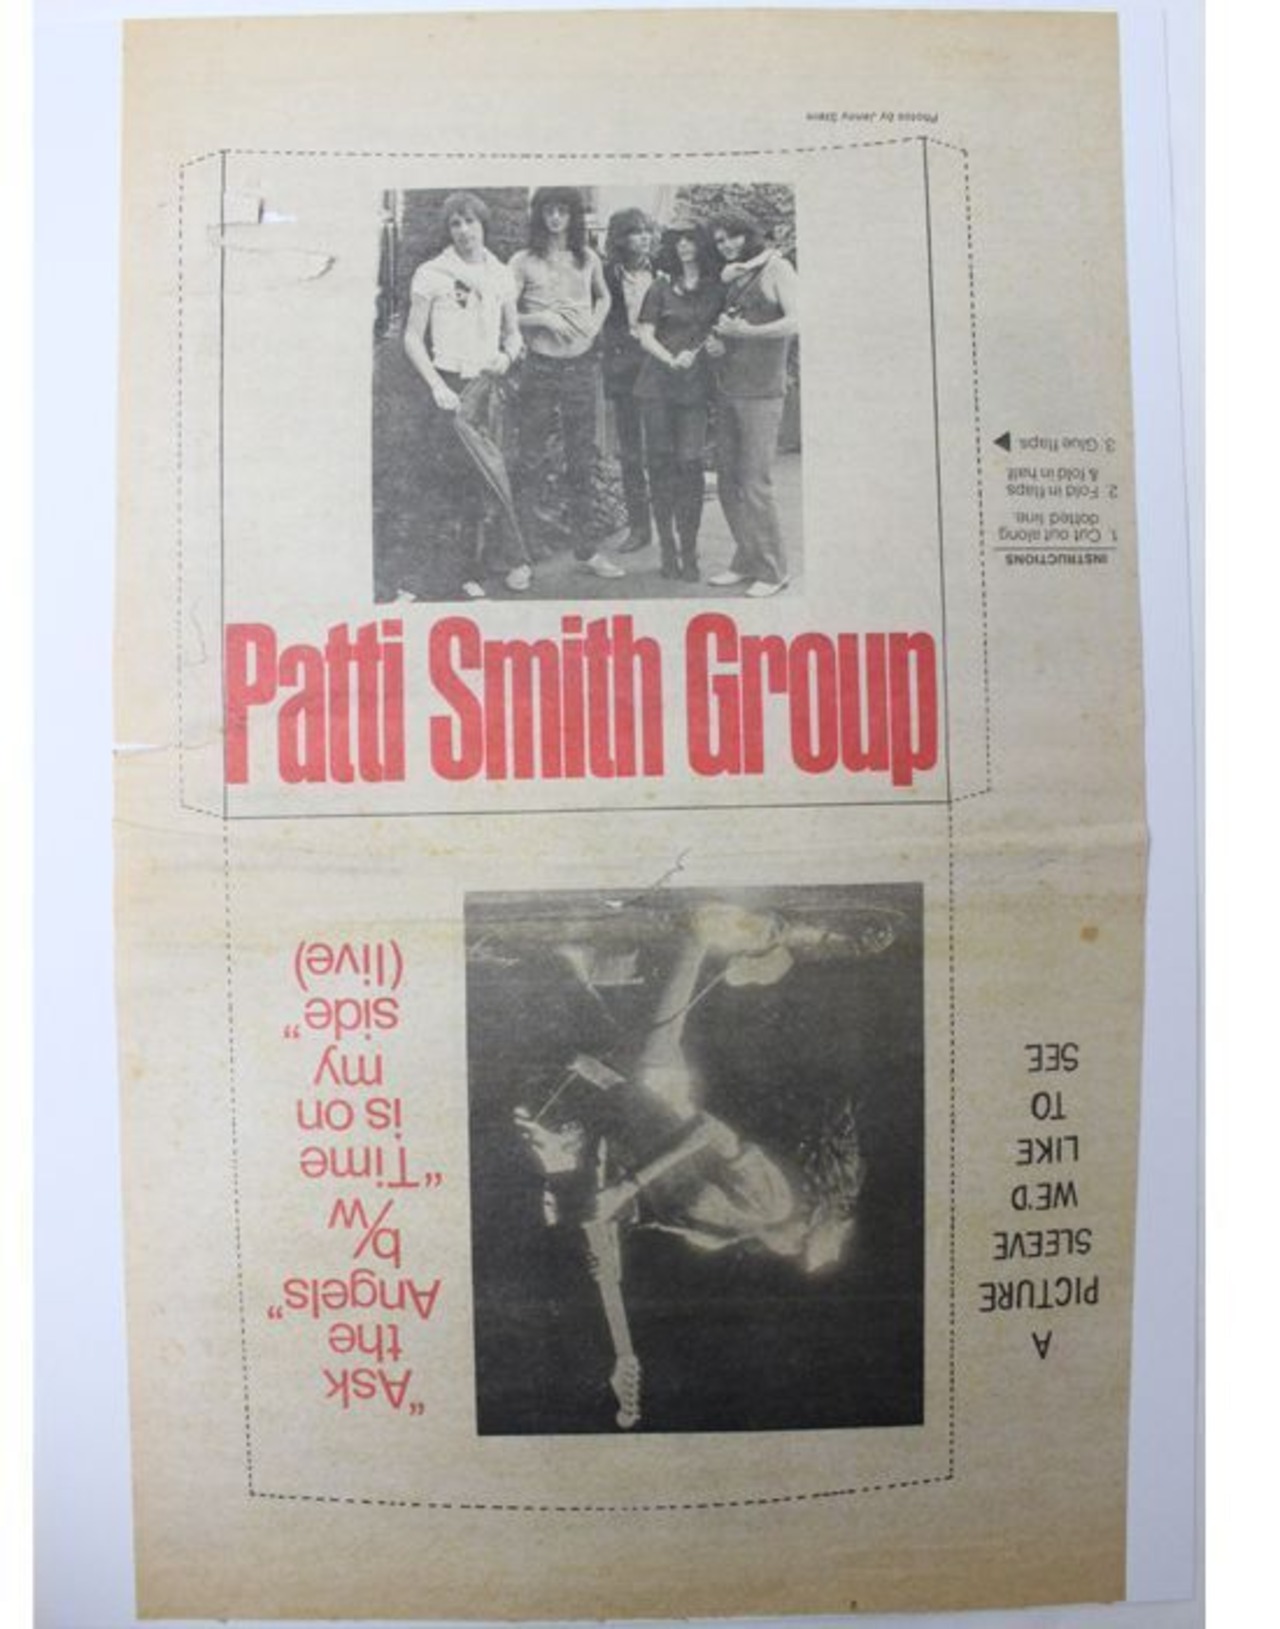 Photos by Jenny Stern
Patti Smith Group
INSTRUCTIONS
1. Cut out along
dotted line.
2. Fold in flaps
& fold in half
3. Glue flaps
A
PICTURE
SLEEVE
WE'D
LIKE
TO
SEE
“Ask
the
Angels”
b/w
“Time
is on
my
side”
(live)